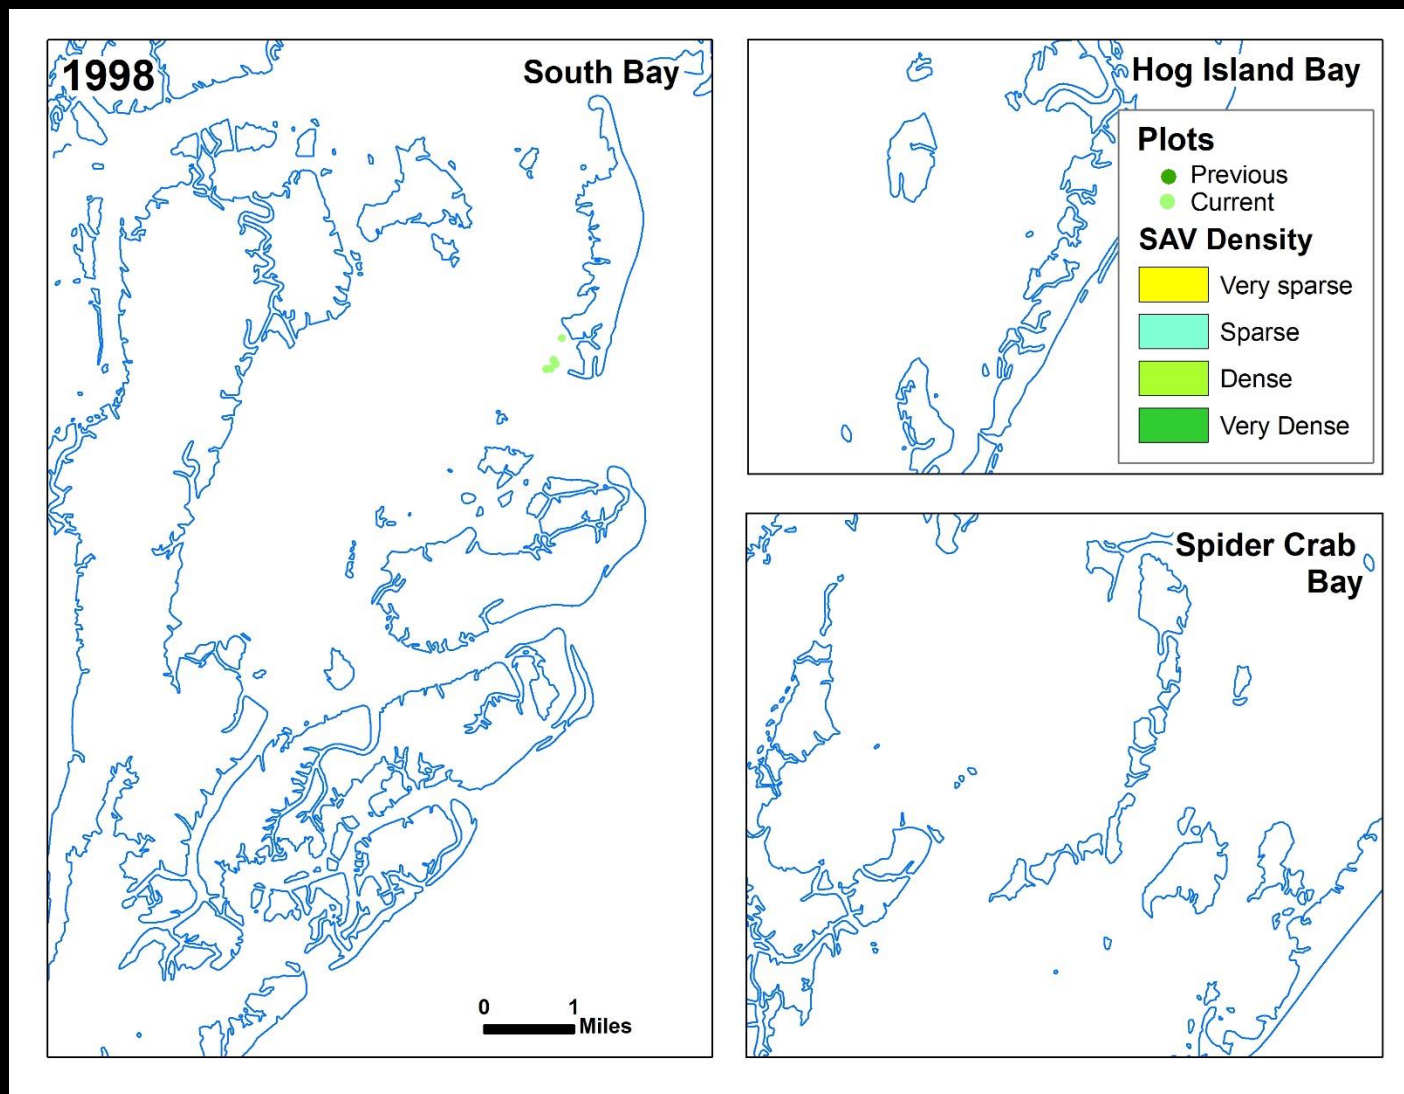 1998
South Bay
0 1
Miles
Hog Island Bay
Plots
Previous
Current
SAV Density
Very sparse
Sparse
Dense
Very Dense
Spider Crab
Bay